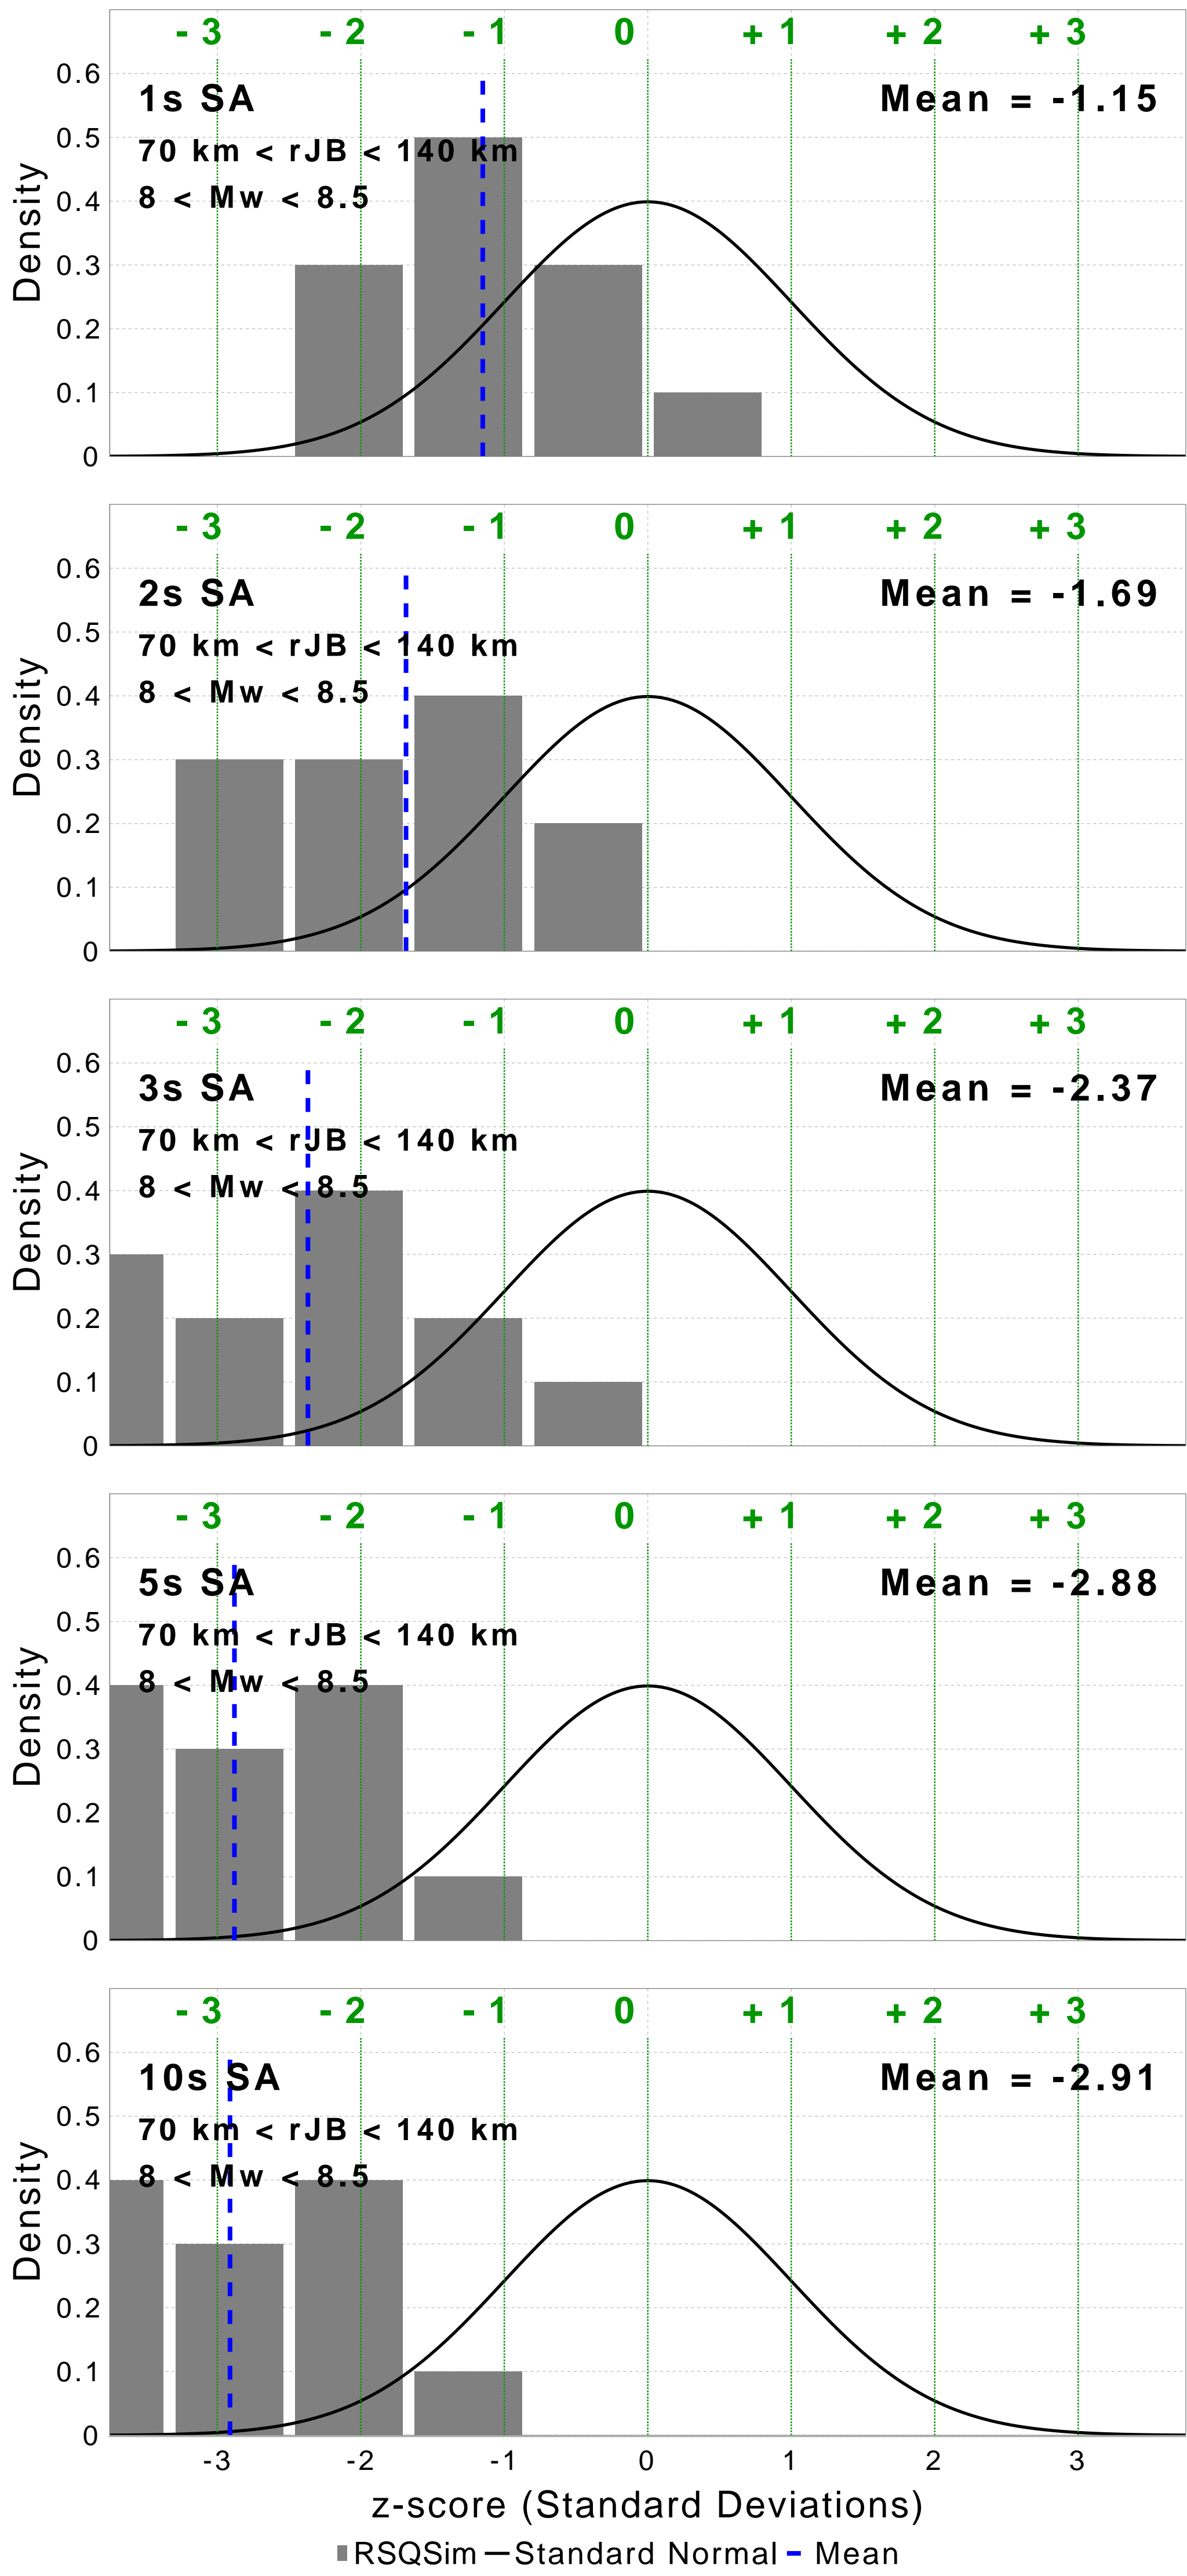 - 3 - 2 - 1 0 + 1 + 2 + 3
0.6
1s SA Mean = -1.15
0.5
70 km < rJB < 140 km
8 < Mw < 8.5
0.4
Density
0.3
0.2
0.1
0
- 3 - 2 - 1 0 + 1 + 2 + 3
0.6
2s SA Mean = -1.69
0.5
70 km < rJB < 140 km
8 < Mw < 8.5
0.4
Density
0.3
0.2
0.1
0
- 3 - 2 - 1 0 + 1 + 2 + 3
0.6
3s SA Mean = -2.37
0.5
70 km < rJB < 140 km
8 < Mw < 8.5
0.4
Density
0.3
0.2
0.1
0
- 3 - 2 - 1 0 + 1 + 2 + 3
0.6
5s SA Mean = -2.88
0.5
70 km < rJB < 140 km
8 < Mw < 8.5
0.4
Density
0.3
0.2
0.1
0
- 3 - 2 - 1 0 + 1 + 2 + 3
0.6
10s SA Mean = -2.91
0.5
70 km < rJB < 140 km
8 < Mw < 8.5
0.4
Density
0.3
0.2
0.1
0
-3 -2 -1 0 1 2 3
z-score (Standard Deviations)
RSQSim Standard Normal Mean